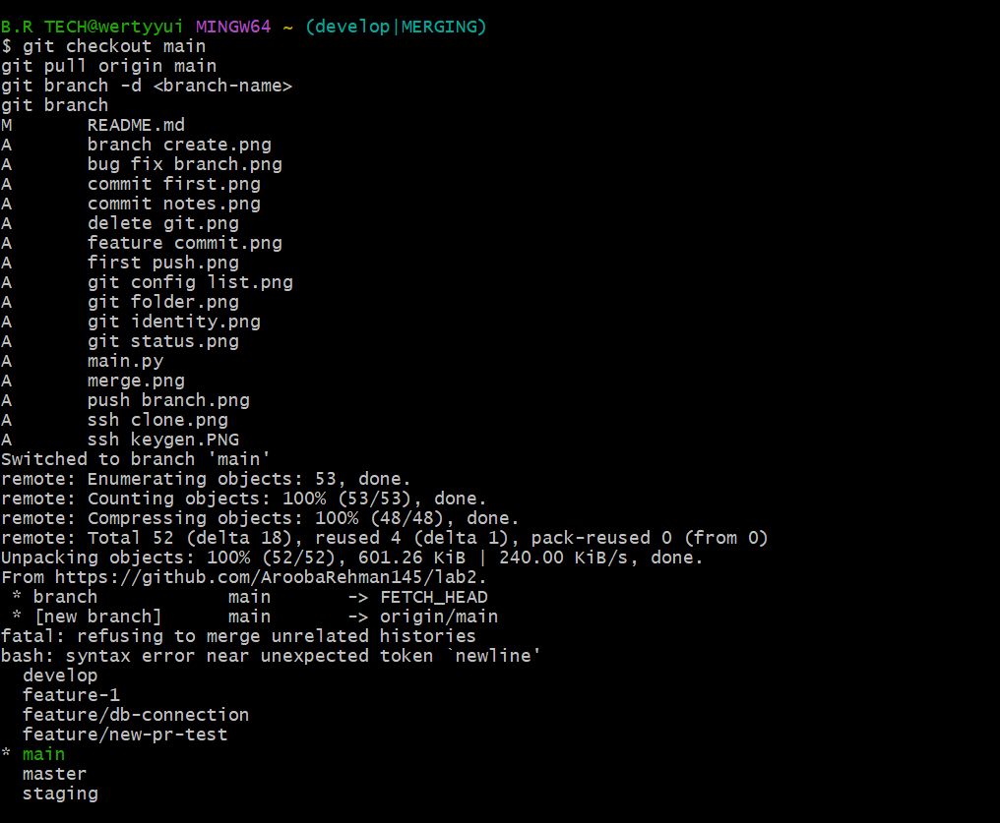 B.R TECH@wertyyui MINGW64 ~ (develop|MERGING)
$ git checkout main
git pull origin main
git branch -d <branch-name>
git branch
M       README.md
A       branch create.png
A       bug fix branch.png
A       commit first.png
A       commit notes.png
A       delete git.png
A       feature commit.png
A       first push.png
A       git config list.png
A       git folder.png
A       git identity.png
A       git status.png
A       main.py
A       merge.png
A       push branch.png
A       ssh clone.png
A       ssh keygen.PNG
Switched to branch 'main'
remote: Enumerating objects: 53, done.
remote: Counting objects: 100% (53/53), done.
remote: Compressing objects: 100% (48/48), done.
remote: Total 52 (delta 18), reused 4 (delta 1), pack-reused 0 (from 0)
Unpacking objects: 100% (52/52), 601.26 KiB | 240.00 KiB/s, done.
From https://github.com/AroobaRehman145/lab2.
 * branch            main       -> FETCH_HEAD
 * [new branch]      main       -> origin/main
fatal: refusing to merge unrelated histories
bash: syntax error near unexpected token `newline'
  develop
  feature-1
  feature/db-connection
  feature/new-pr-test
* main
  master
  staging